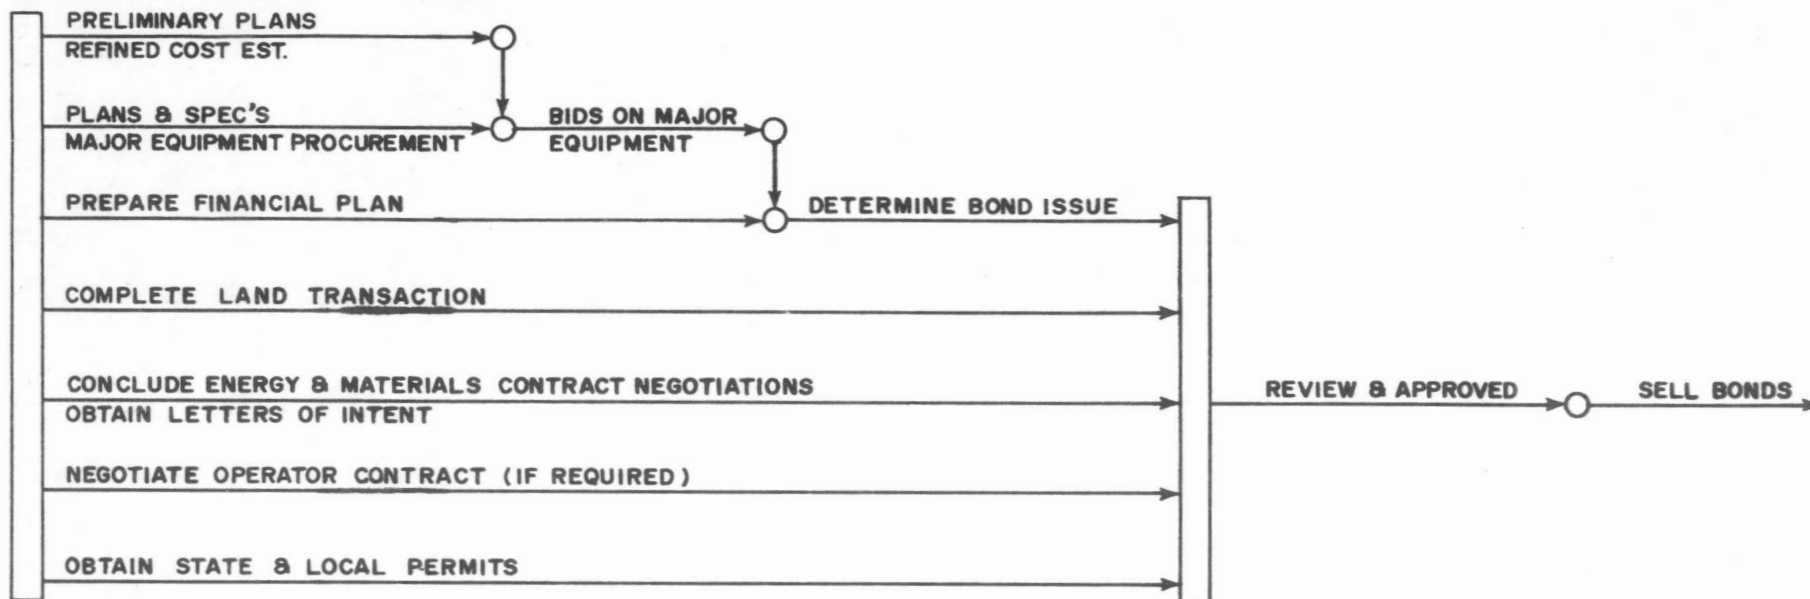 PRELIMINARY PLANS
REFINED COST EST.
PLANS & SPEC'S
MAJOR EQUIPMENT PROCUREMENT
BIDS ON MAJOR
EQUIPMENT
PREPARE FINANCIAL PLAN
DETERMINE BOND ISSUE
COMPLETE LAND TRANSACTION
CONCLUDE ENERGY & MATERIALS CONTRACT NEGOTIATIONS
OBTAIN LETTERS OF INTENT
REVIEW & APPROVED
SELL BONDS
NEGOTIATE OPERATOR CONTRACT (IF REQUIRED)
OBTAIN STATE & LOCAL PERMITS